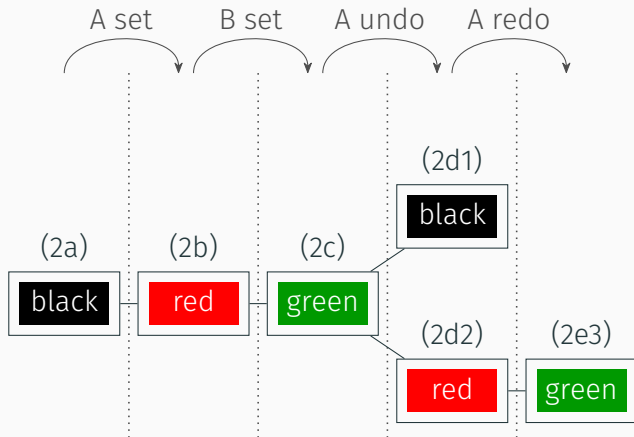 A set
B set
A undo
A redo
(2d1)
black
(2a)
(2b)
(2c)
black
red
green
(2d2)
(2e3)
red
green